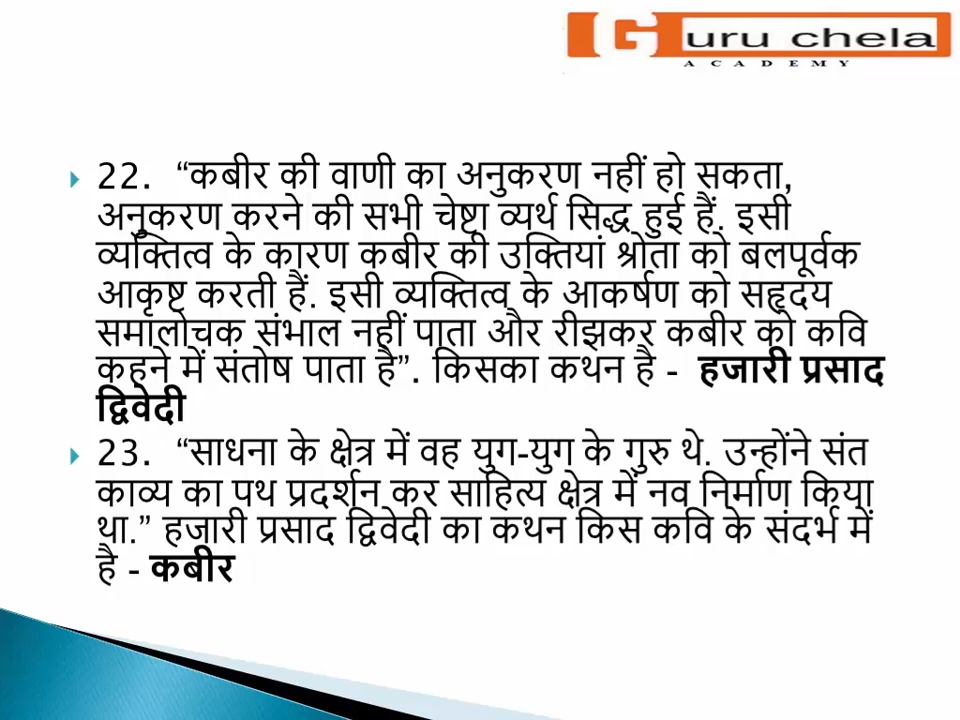 Guru chela
ACADEMY
22. “कबीर की वाणी का अनुकरण नहीं हो सकता,
अनुकरण करने की सभी चेष्टा व्यर्थ सिद्ध हुई हैं. इसी
व्यक्तित्व के कारण कबीर की उक्तियां श्रोता को बलपूर्वक
आकृष्ट करती हैं. इसी व्यक्तित्व के आकर्षण को सहृदय
समालोचक संभाल नहीं पाता और रीझकर कबीर को कवि
कहने में संतोष पाता है”. किसका कथन है - हजारी प्रसाद
द्विवेदी
23. “साधना के क्षेत्र में वह युग-युग के गुरु थे. उन्होंने संत
काव्य का पथ प्रदर्शन कर साहित्य क्षेत्र में नव निर्माण किया
था.” हजारी प्रसाद द्विवेदी का कथन किस कवि के संदर्भ में
है - कबीर